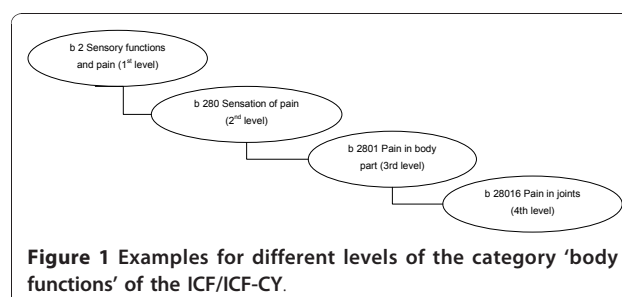 b 2 Sensory functions
and pain (1st level)
b 280 Sensation of pain
(2nd level)
b 2801 Pain in body
part (3rd level)
b 28016 Pain in joints
(4th level)
Figure 1 Examples for different levels of the category ‘body
functions’ of the ICF/ICF-CY.